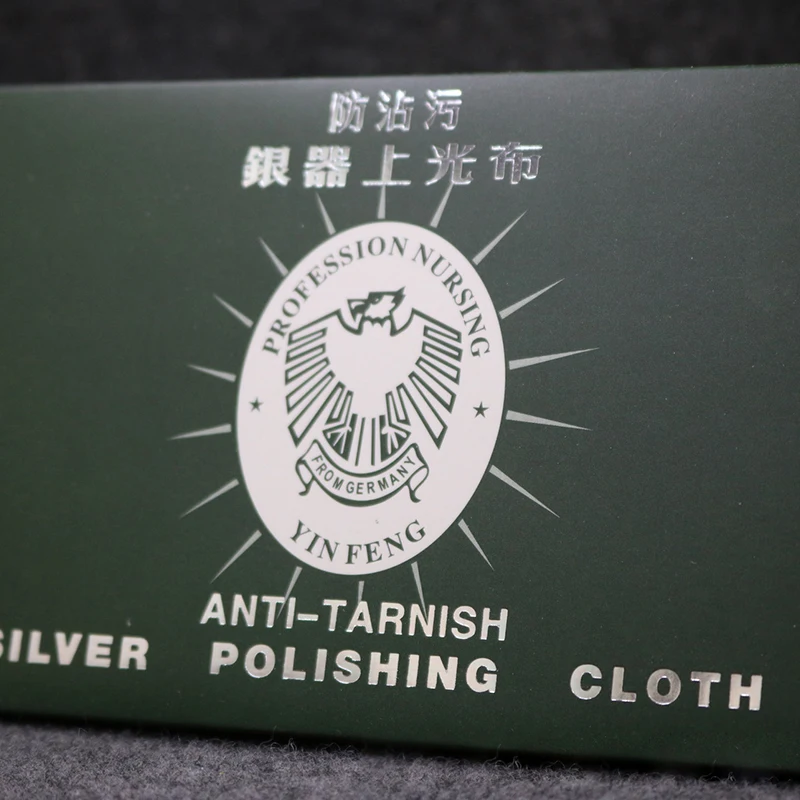 防沾污
銀器上光布
PROFESSION NURSING
FROM GERMANY
YIN FENG
ANTI-TARNISH
SILVER POLISHING CLOTH